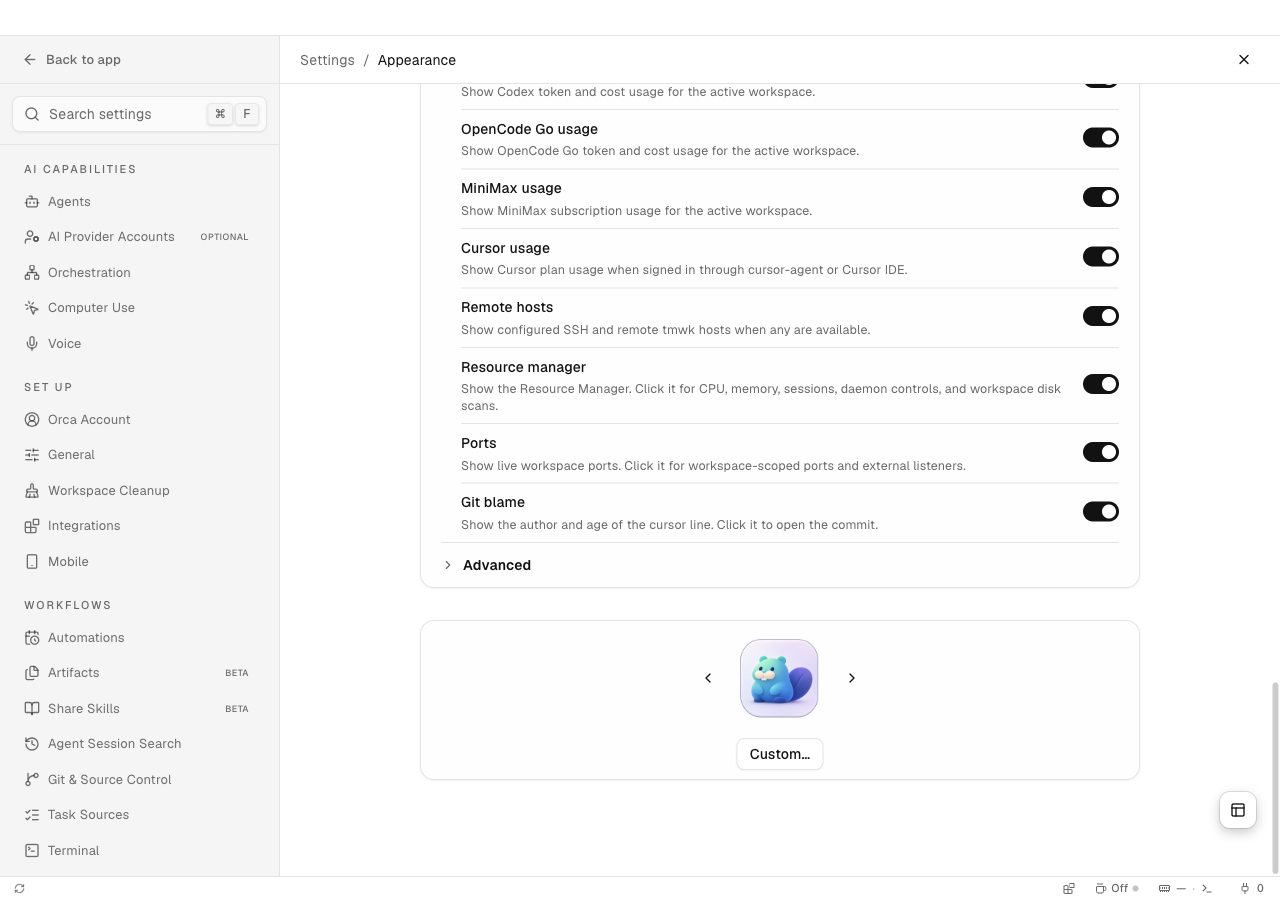 Back to app
Settings / Appearance
Search settings
⌘ F
AI CAPABILITIES
Agents
AI Provider Accounts OPTIONAL
Orchestration
Computer Use
Voice
SET UP
Orca Account
General
Workspace Cleanup
Integrations
Mobile
WORKFLOWS
Automations
Artifacts BETA
Share Skills BETA
Agent Session Search
Git & Source Control
Task Sources
Terminal
Show Codex token and cost usage for the active workspace.
OpenCode Go usage
Show OpenCode Go token and cost usage for the active workspace.
MiniMax usage
Show MiniMax subscription usage for the active workspace.
Cursor usage
Show Cursor plan usage when signed in through cursor-agent or Cursor IDE.
Remote hosts
Show configured SSH and remote tmwk hosts when any are available.
Resource manager
Show the Resource Manager. Click it for CPU, memory, sessions, daemon controls, and workspace disk
scans.
Ports
Show live workspace ports. Click it for workspace-scoped ports and external listeners.
Git blame
Show the author and age of the cursor line. Click it to open the commit.
Advanced
Custom...
Off — · 0